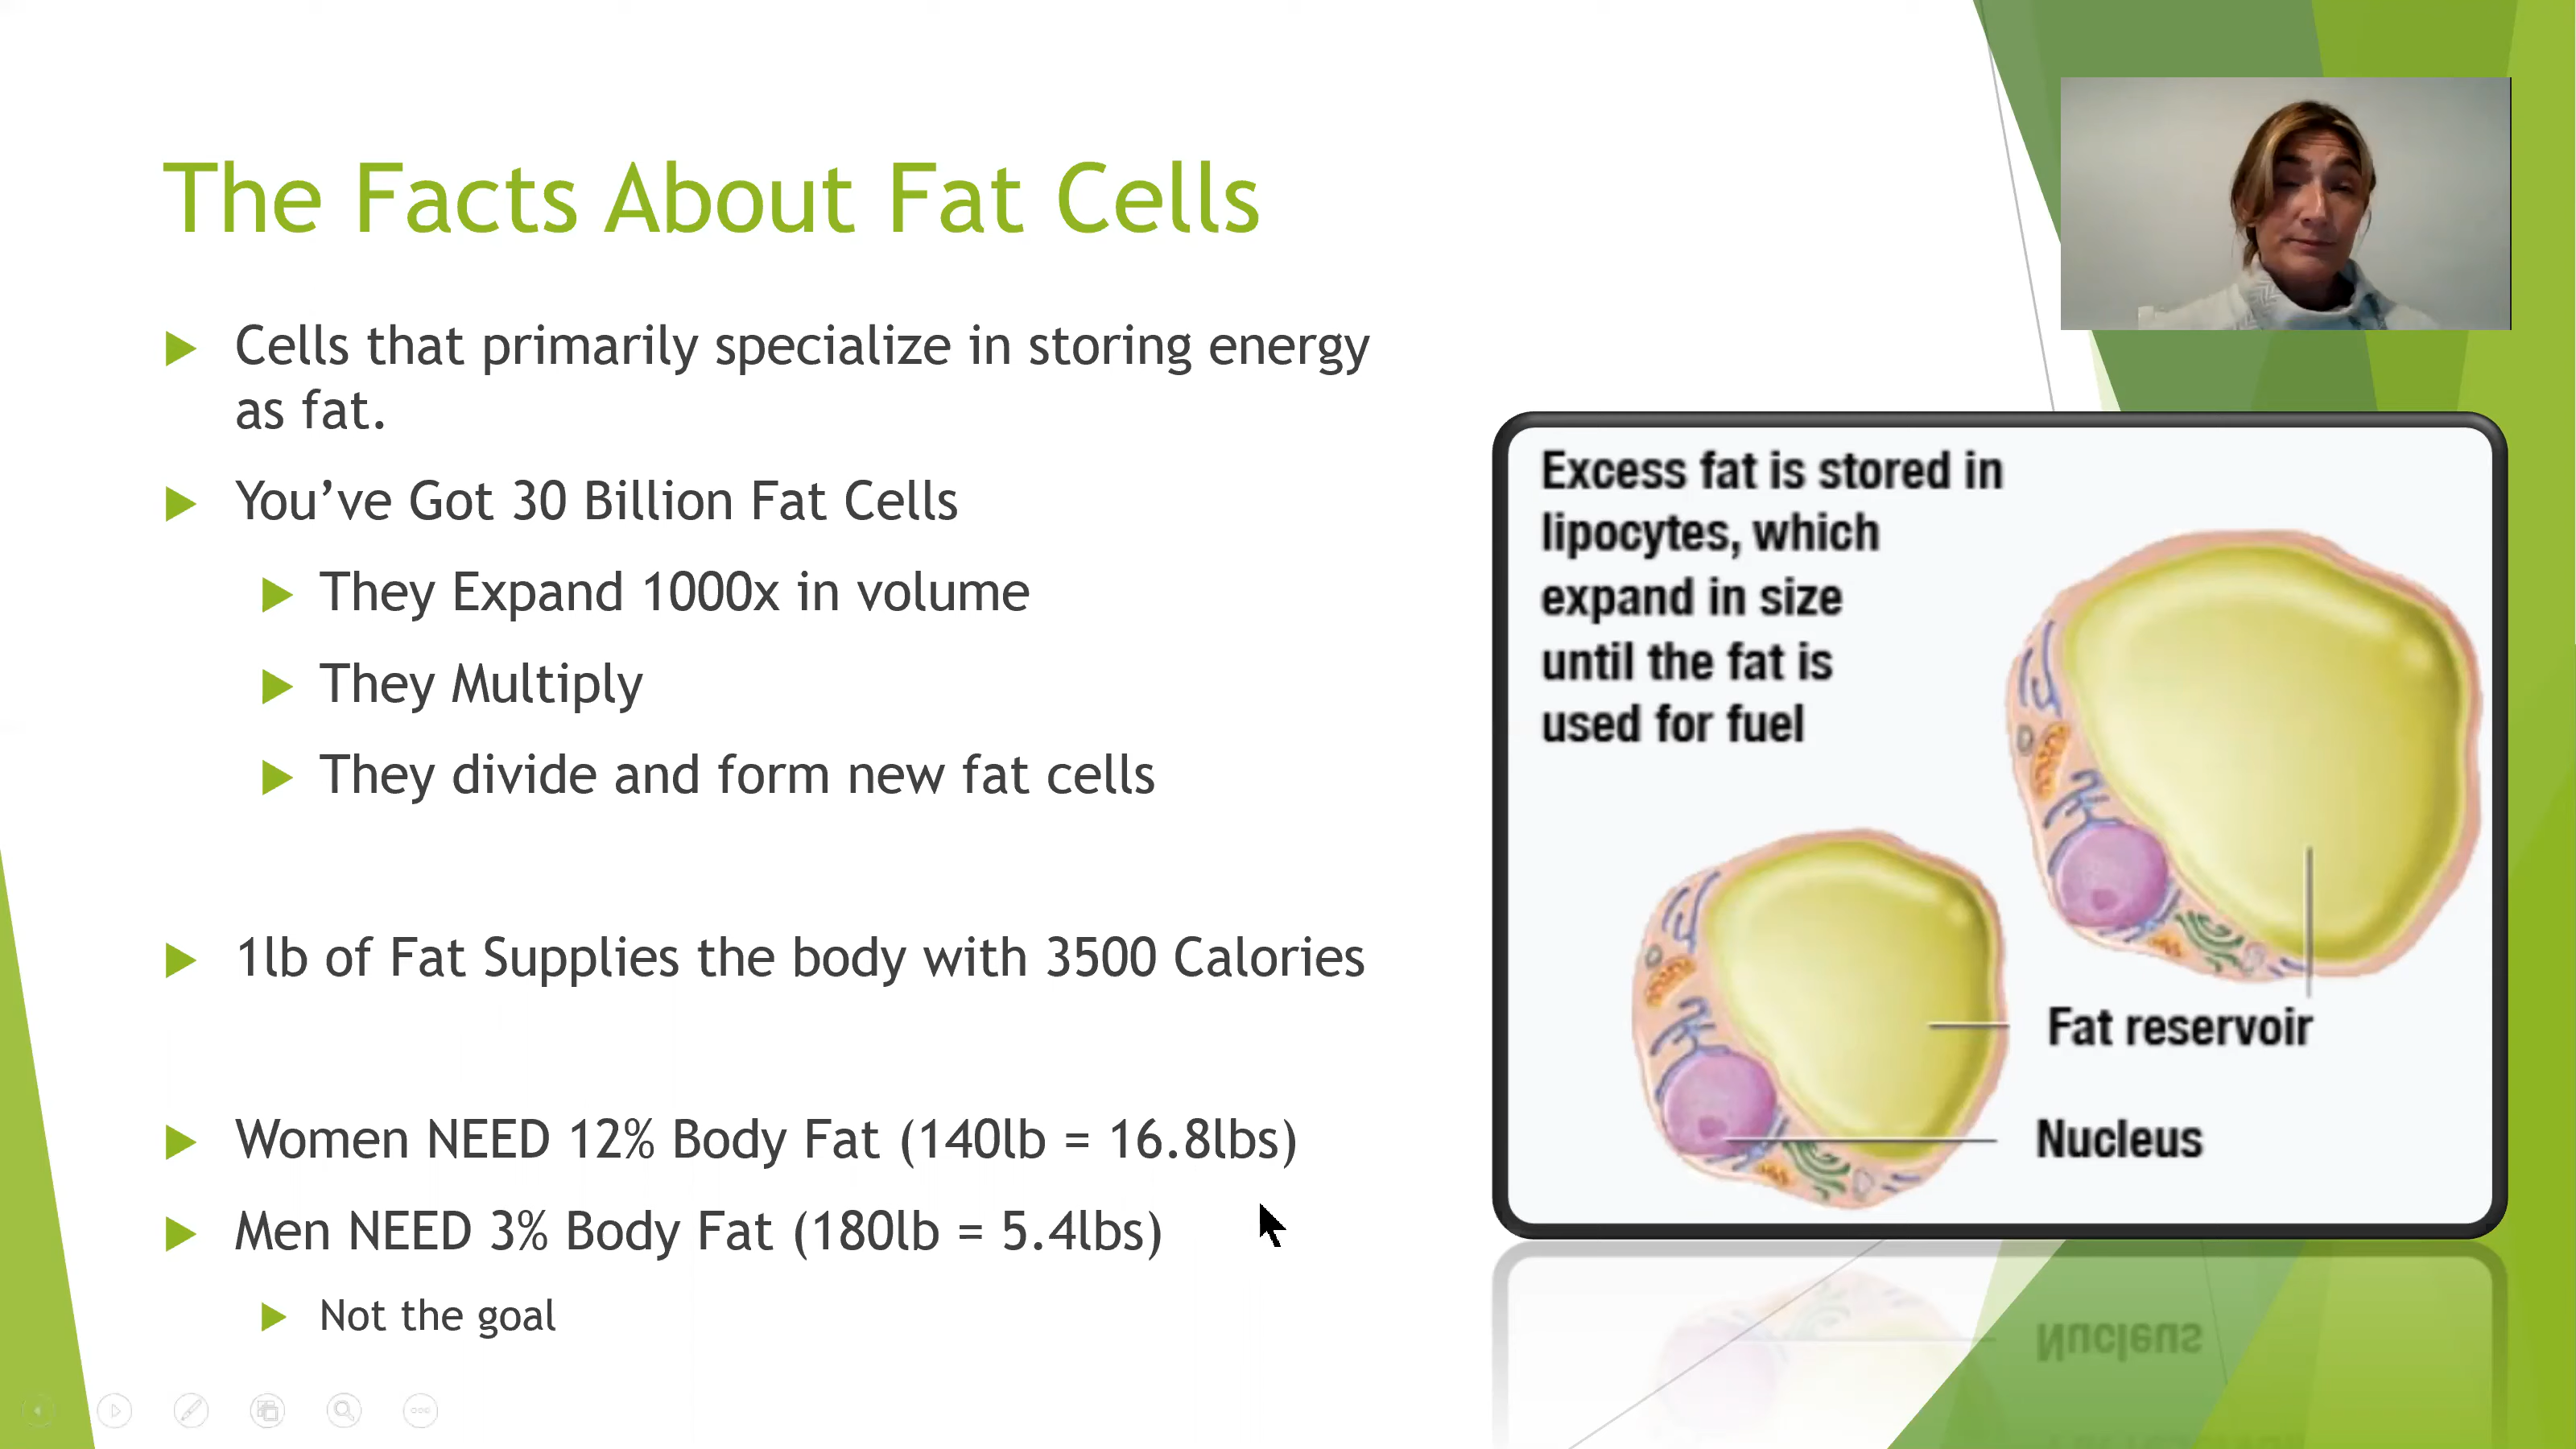 The Facts About Fat Cells
Cells that primarily specialize in storing energy
as fat.
You’ve Got 30 Billion Fat Cells
They Expand 1000x in volume
They Multiply
They divide and form new fat cells
1lb of Fat Supplies the body with 3500 Calories
Women NEED 12% Body Fat (140lb = 16.8lbs)
Men NEED 3% Body Fat (180lb = 5.4lbs)
Not the goal
Excess fat is stored in
lipocytes, which
expand in size
until the fat is
used for fuel
Fat reservoir
Nucleus